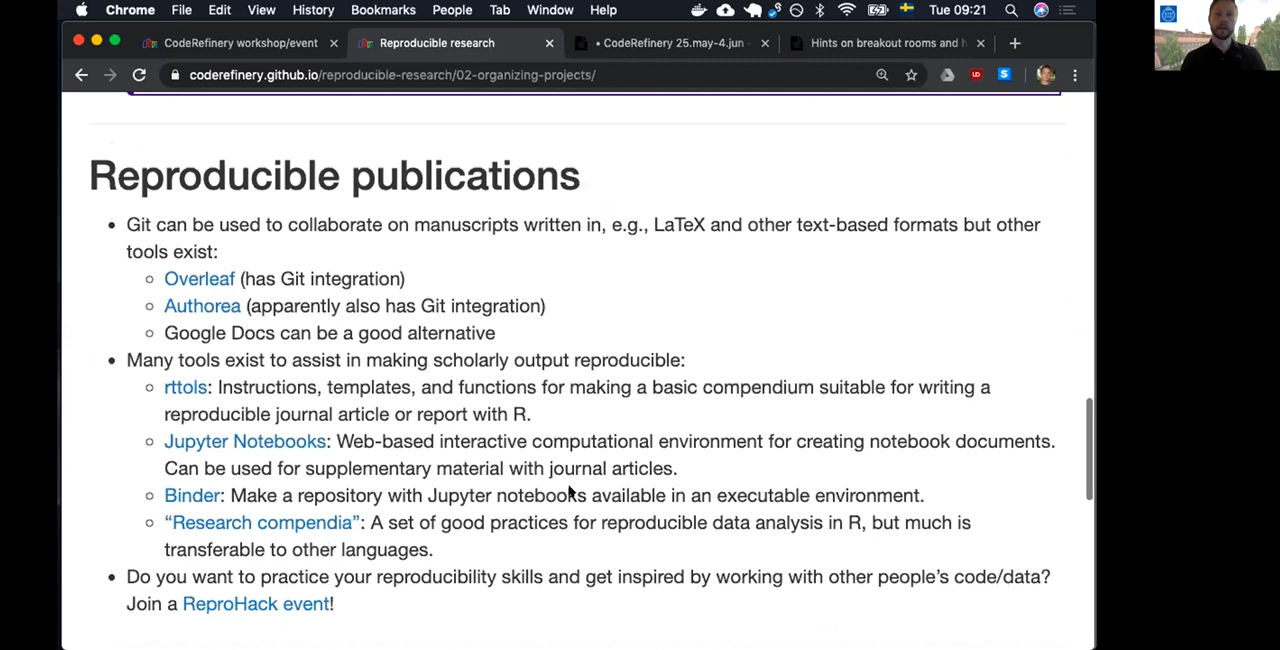 Chrome File Edit View History Bookmarks People Tab Window Help Tue 09:21
CodeRefinery workshop/event Reproducible research • CodeRefinery 25.may-4.jun Hints on breakout rooms and
coderefinery.github.io/reproducible-research/02-organizing-projects/
Reproducible publications
• Git can be used to collaborate on manuscripts written in, e.g., LaTeX and other text-based formats but other
tools exist:
Overleaf (has Git integration)
Authorea (apparently also has Git integration)
Google Docs can be a good alternative
• Many tools exist to assist in making scholarly output reproducible:
rttols: Instructions, templates, and functions for making a basic compendium suitable for writing a
reproducible journal article or report with R.
Jupyter Notebooks: Web-based interactive computational environment for creating notebook documents.
Can be used for supplementary material with journal articles.
Binder: Make a repository with Jupyter notebooks available in an executable environment.
“Research compendia”: A set of good practices for reproducible data analysis in R, but much is
transferable to other languages.
• Do you want to practice your reproducibility skills and get inspired by working with other people’s code/data?
Join a ReproHack event!